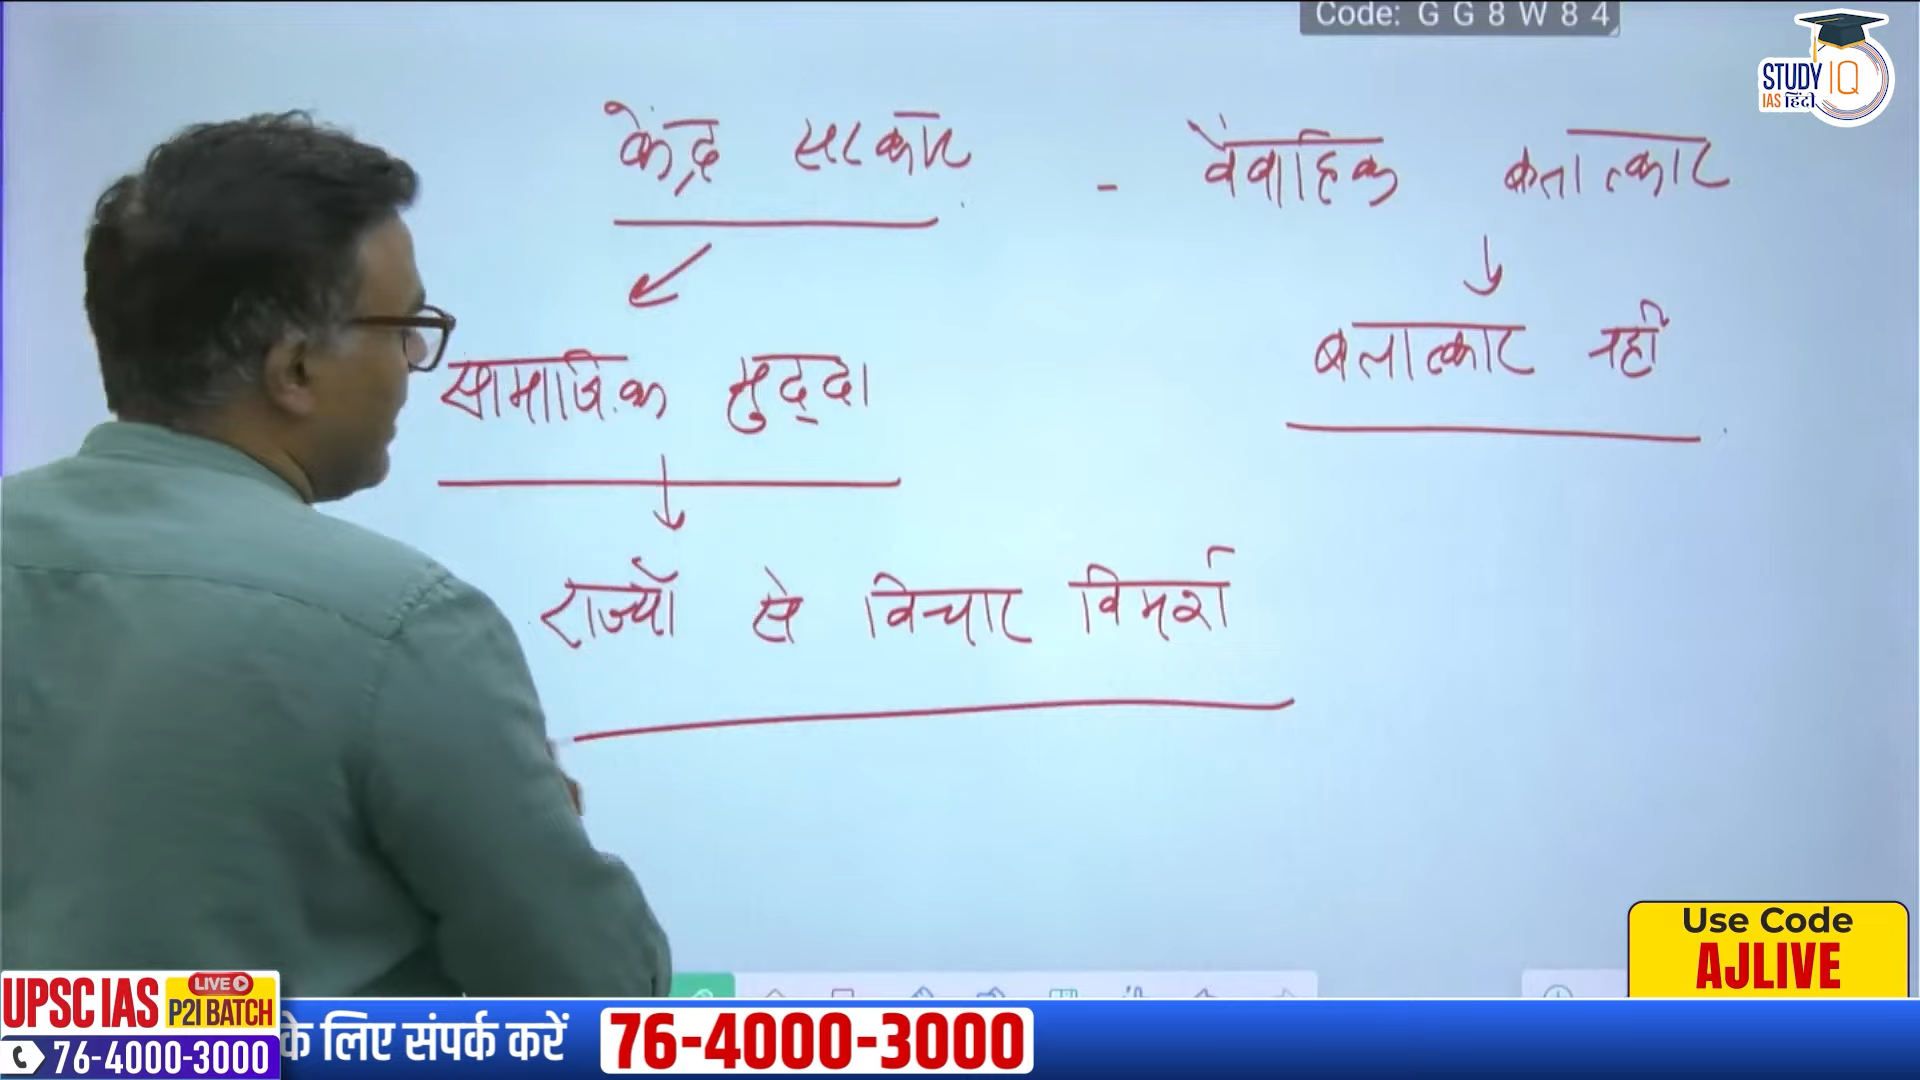 Code: G G 8 W 8 4
STUDY IQ
IAS हिंदी
केंद्र सरकार - वैवाहिक बलात्कार
बलात्कार नहीं
सामाजिक मुद्दा
राज्यों से विचार विमर्श
Use Code
AJLIVE
UPSC IAS LIVE P2I BATCH
76-4000-3000
के लिए संपर्क करें 76-4000-3000